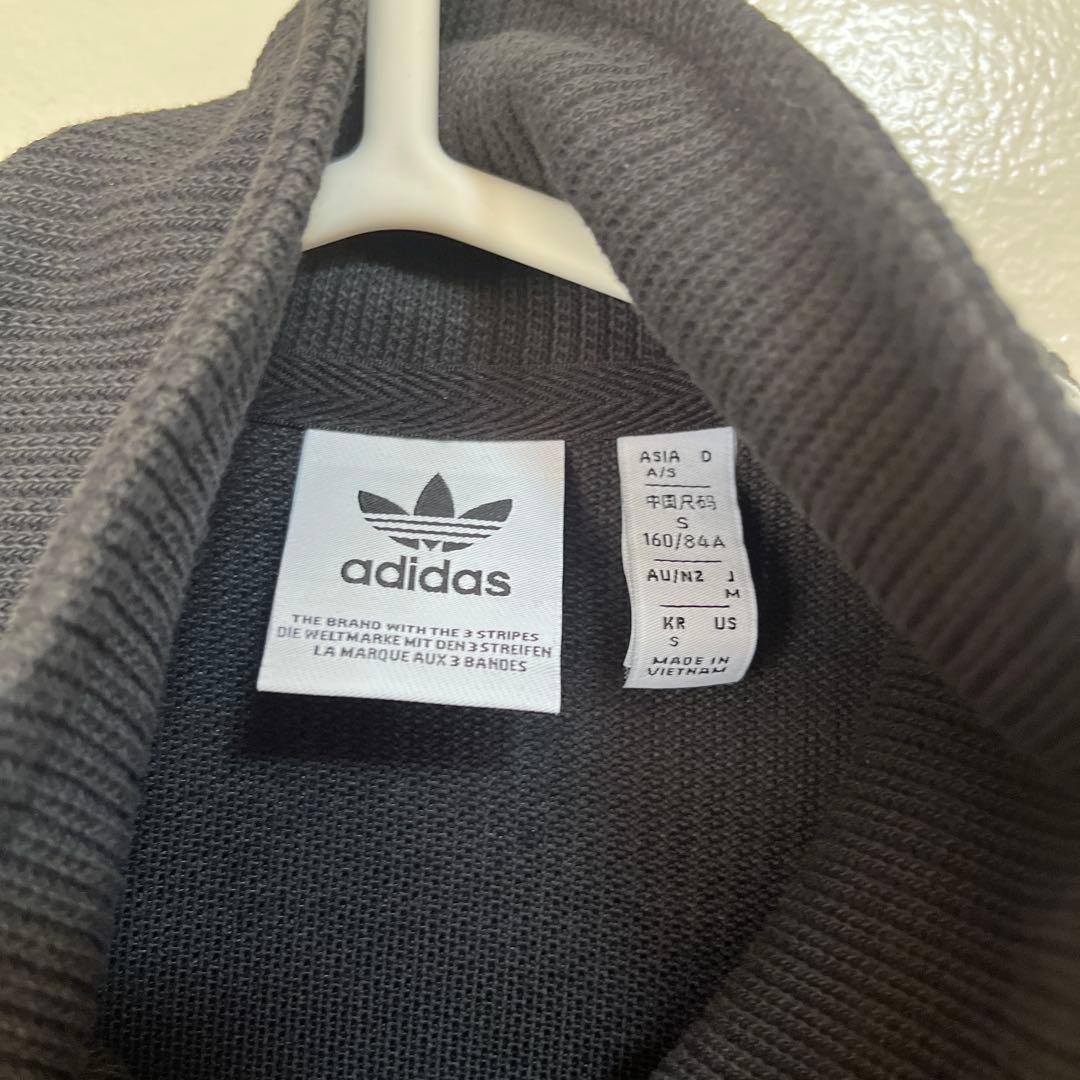 adidas
THE BRAND WITH THE 3 STRIPES
DIE WELTMARKE MIT DEN 3 STREIFEN
LA MARQUE AUX 3 BANDES
ASIA D
A/S
中国尺码
S
160/84A
AU/NZ J
M
KR US
S
MADE IN
VIETNAM